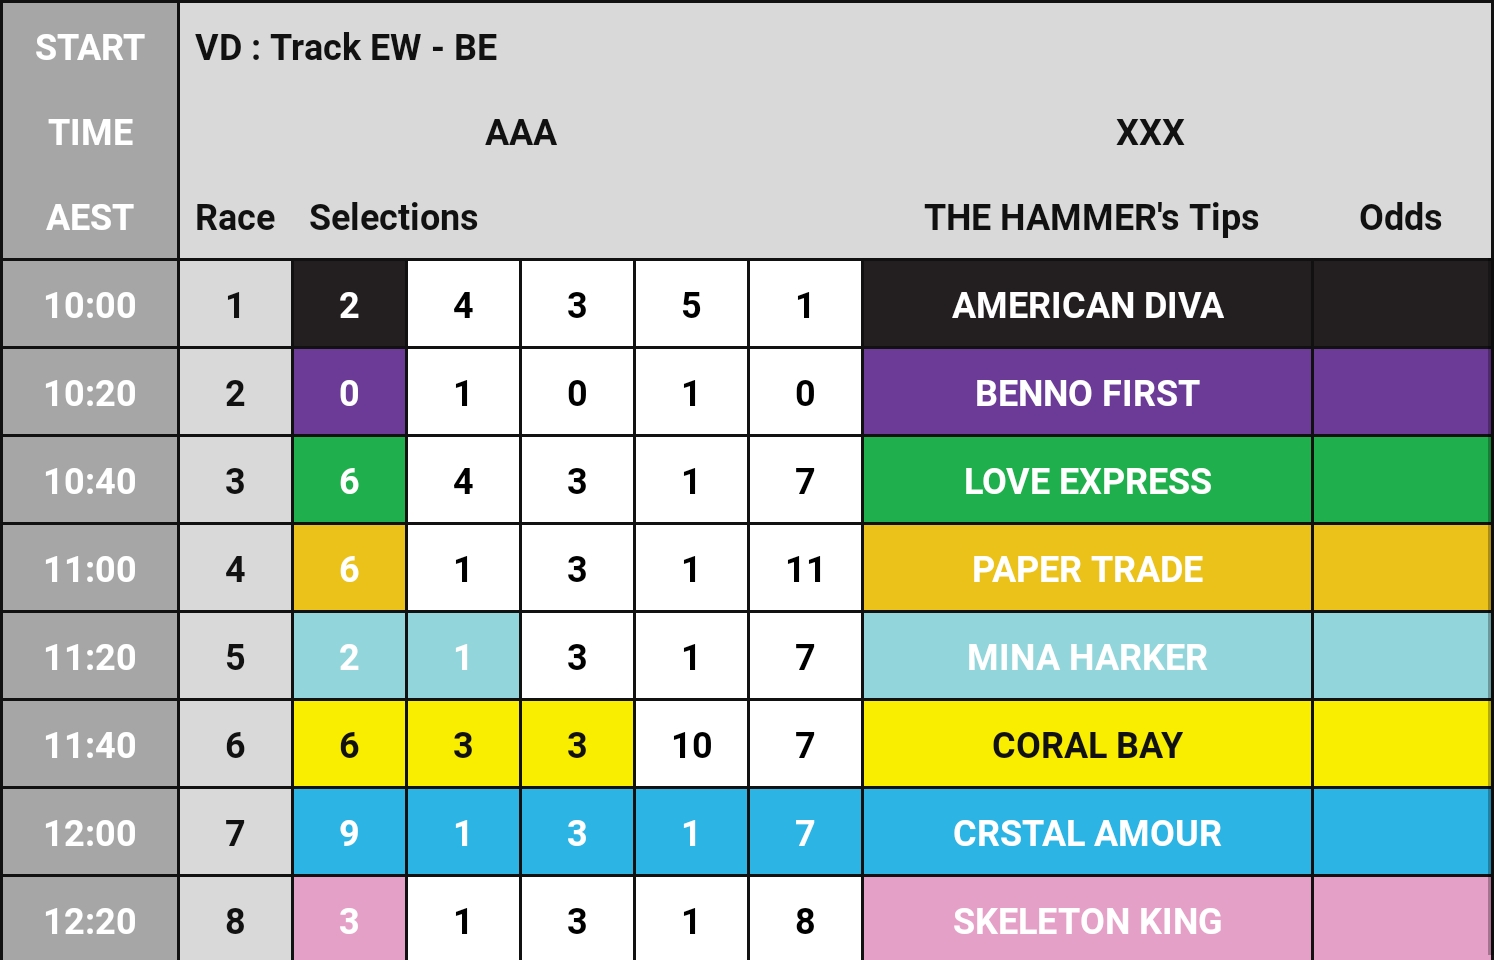 START VD : Track EW - BE
TIME AAA XXX
AEST Race Selections THE HAMMER's Tips Odds
10:00 1 2 4 3 5 1 AMERICAN DIVA
10:20 2 0 1 0 1 0 BENNO FIRST
10:40 3 6 4 3 1 7 LOVE EXPRESS
11:00 4 6 1 3 1 11 PAPER TRADE
11:20 5 2 1 3 1 7 MINA HARKER
11:40 6 6 3 3 10 7 CORAL BAY
12:00 7 9 1 3 1 7 CRSTAL AMOUR
12:20 8 3 1 3 1 8 SKELETON KING